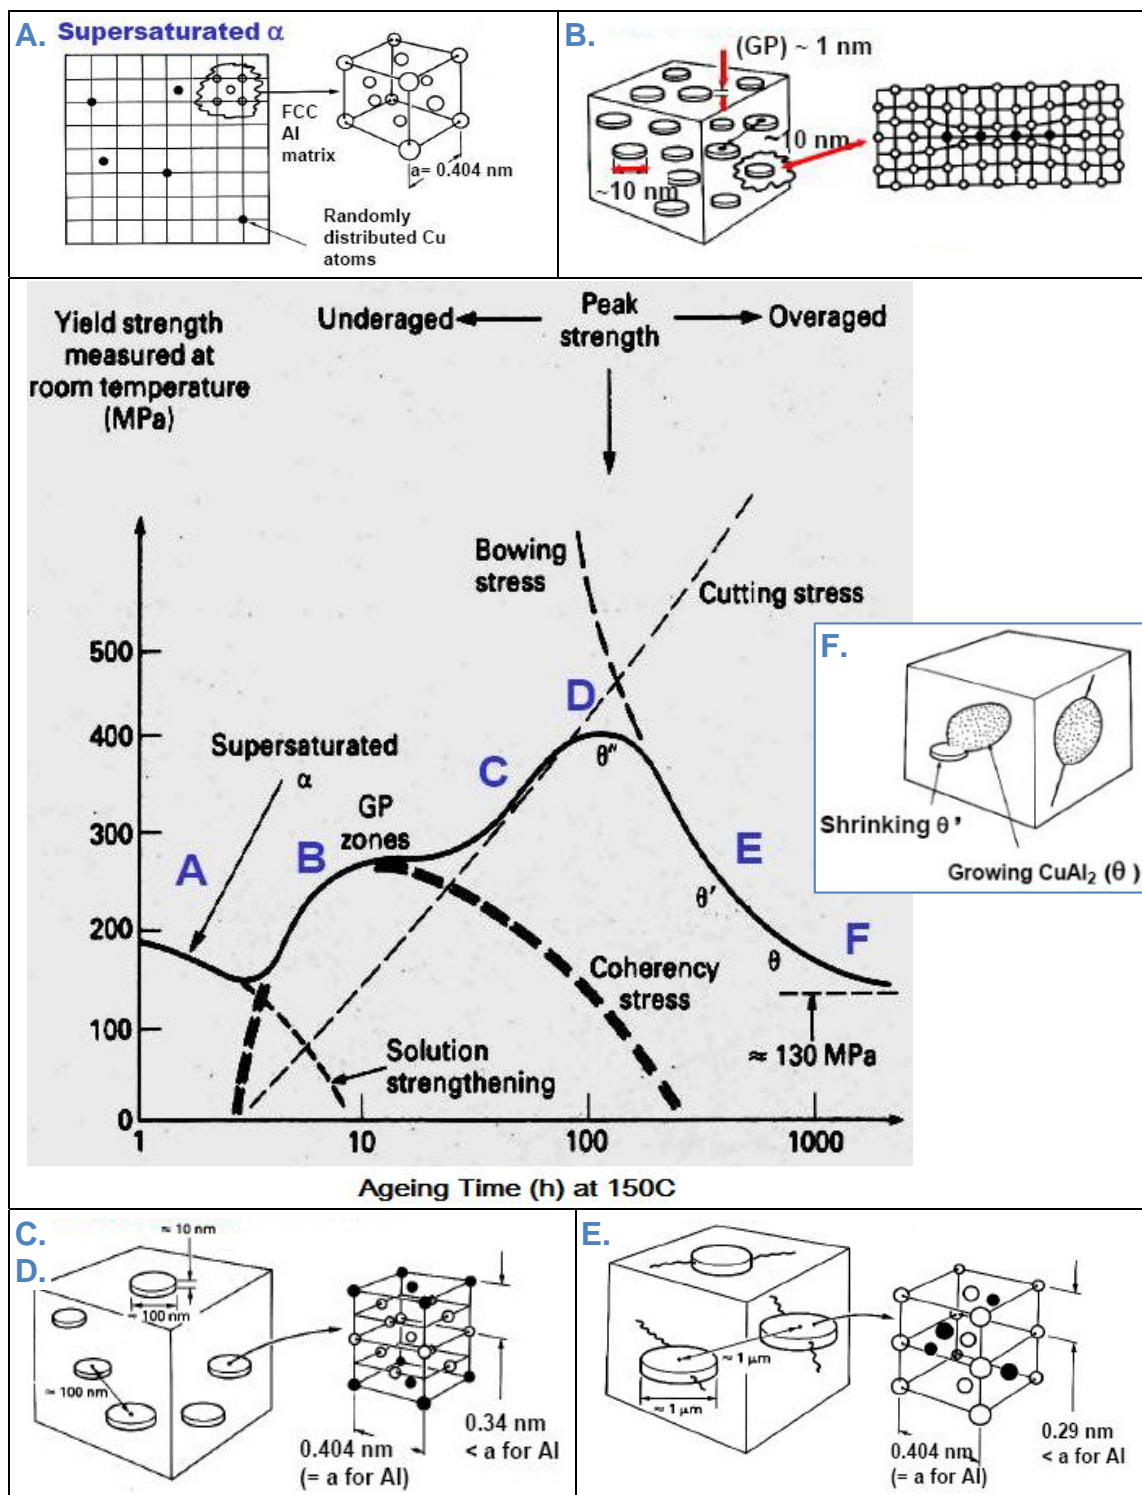 A. Supersaturated α
FCC
Al
matrix
a= 0.404 nm
Randomly
distributed Cu
atoms
B.
(GP) ~ 1 nm
~10 nm
~10 nm
Yield strength
measured at
room temperature
(MPa)
Underaged
Peak
strength
Overaged
Bowing
stress
Cutting stress
500
400
300
200
100
0
Supersaturated
α
GP
zones
A
B
C
D
E
F
θ"
θ'
θ
Coherency
stress
Solution
strengthening
≈ 130 MPa
1
10
100
1000
Ageing Time (h) at 150C
F.
Shrinking θ'
Growing CuAl₂ (θ)
C.
D.
≈ 10 nm
≈ 100 nm
≈ 100 nm
0.34 nm
< a for Al
0.404 nm
(= a for Al)
E.
≈ 1 μm
≈ 1 μm
0.29 nm
< a for Al
0.404 nm
(= a for Al)